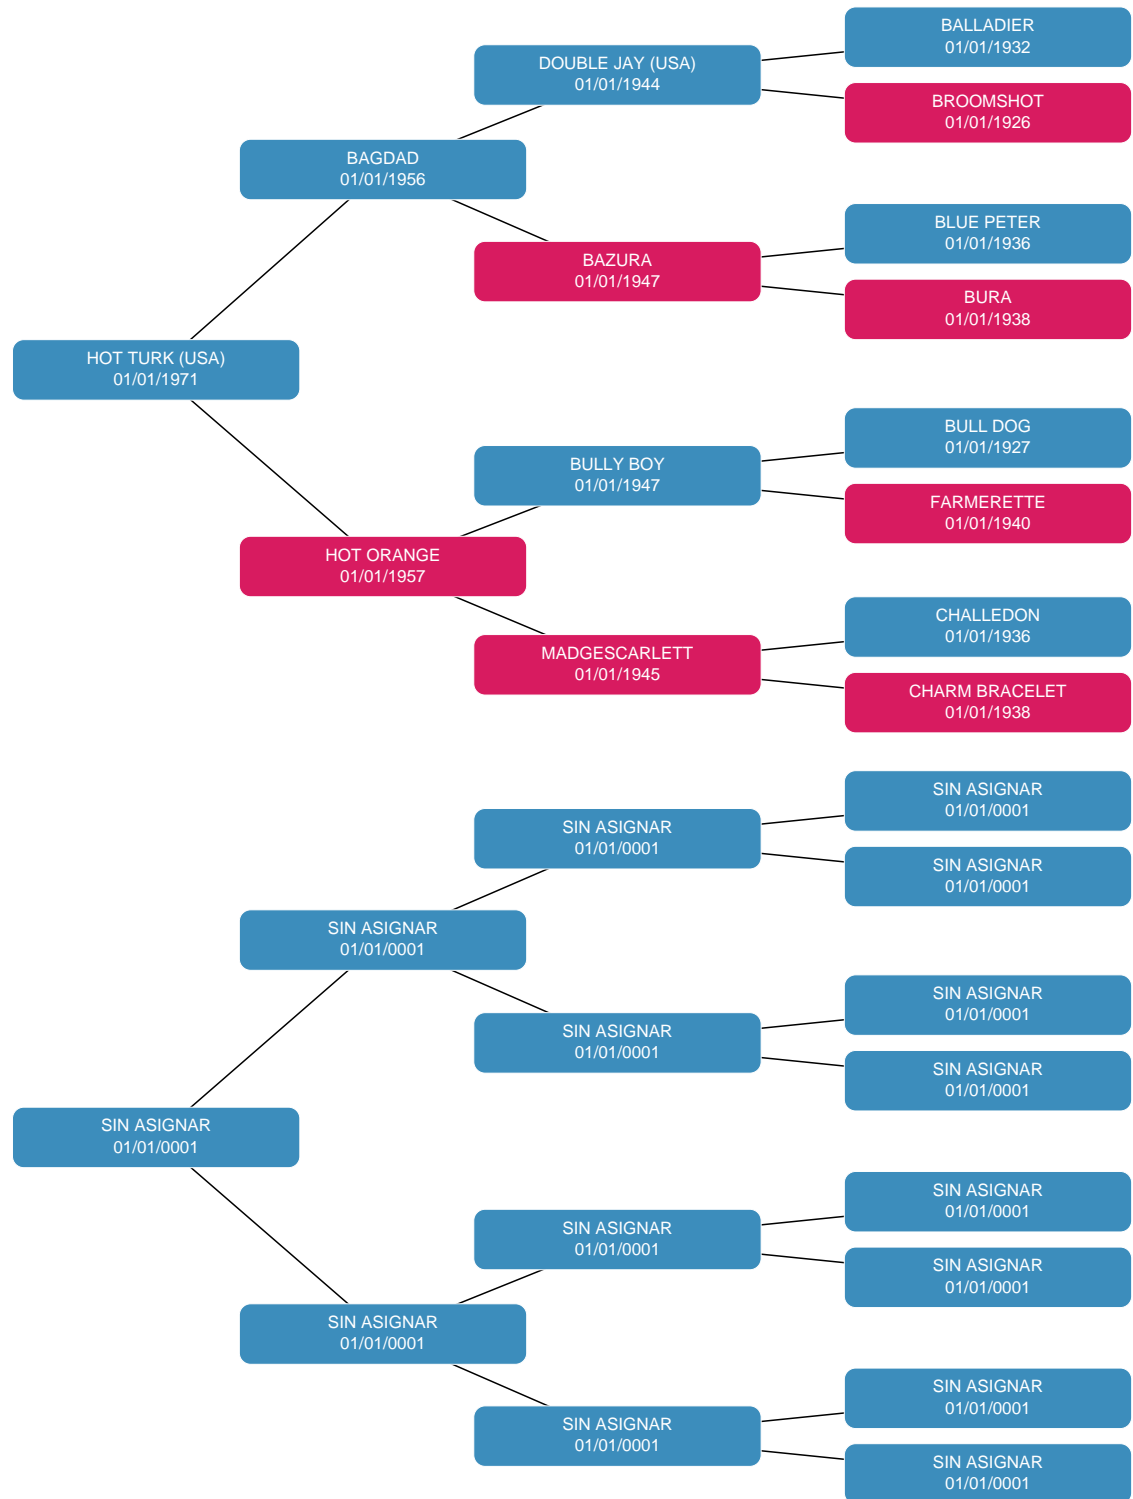 BALLADIER
01/01/1932
DOUBLE JAY (USA)
01/01/1944
BROOMSHOT
01/01/1926
BAGDAD
01/01/1956
BLUE PETER
01/01/1936
BAZURA
01/01/1947
BURA
01/01/1938
HOT TURK (USA)
01/01/1971
BULL DOG
01/01/1927
BULLY BOY
01/01/1947
FARMERETTE
01/01/1940
HOT ORANGE
01/01/1957
CHALLEDON
01/01/1936
MADGESCARLETT
01/01/1945
CHARM BRACELET
01/01/1938
SIN ASIGNAR
01/01/0001
SIN ASIGNAR
01/01/0001
SIN ASIGNAR
01/01/0001
SIN ASIGNAR
01/01/0001
SIN ASIGNAR
01/01/0001
SIN ASIGNAR
01/01/0001
SIN ASIGNAR
01/01/0001
SIN ASIGNAR
01/01/0001
SIN ASIGNAR
01/01/0001
SIN ASIGNAR
01/01/0001
SIN ASIGNAR
01/01/0001
SIN ASIGNAR
01/01/0001
SIN ASIGNAR
01/01/0001
SIN ASIGNAR
01/01/0001
SIN ASIGNAR
01/01/0001